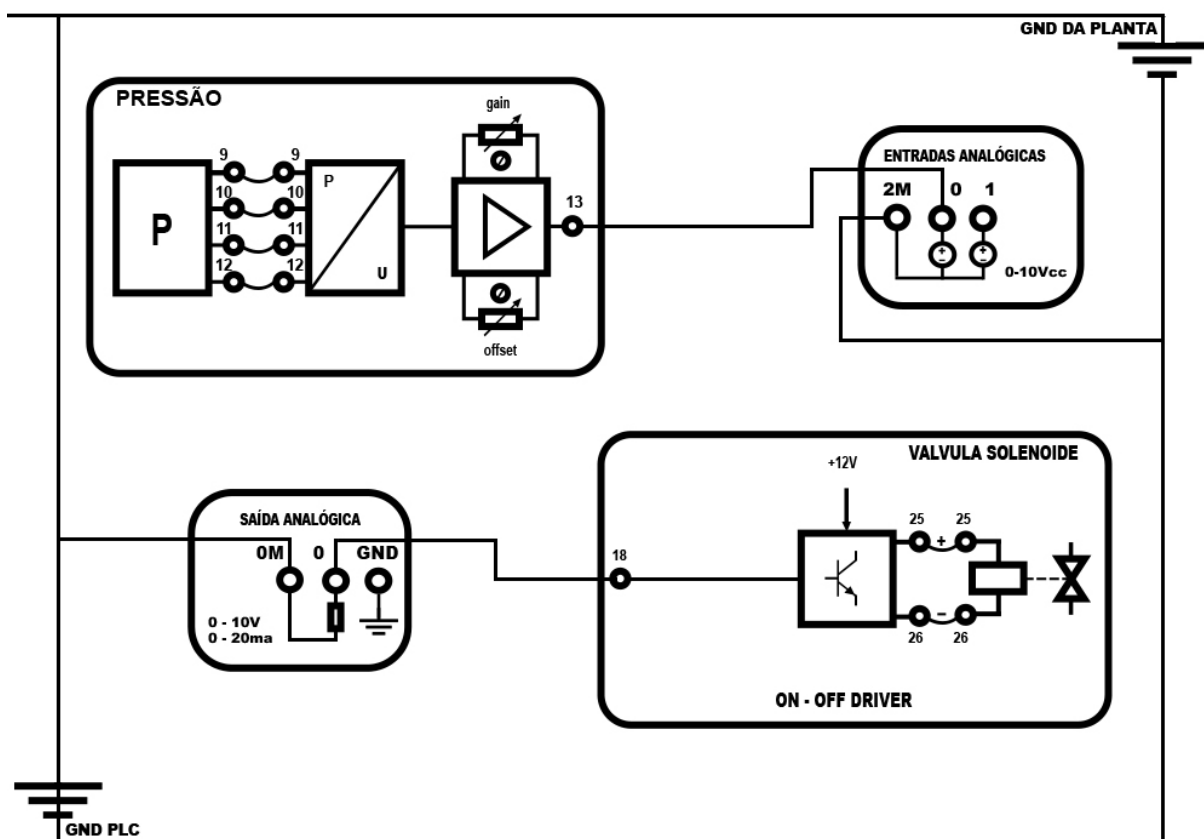 GND DA PLANTA
PRESSÃO
gain
P
9 9
10 10
11 11
12 12
P
U
13
offset
ENTRADAS ANALÓGICAS
2M 0 1
+ +
- -
0-10Vcc
SAÍDA ANALÓGICA
0M 0 GND
0 - 10V
0 - 20ma
VALVULA SOLENOIDE
+12V
18
25 25
+
-
26 26
ON - OFF DRIVER
GND PLC